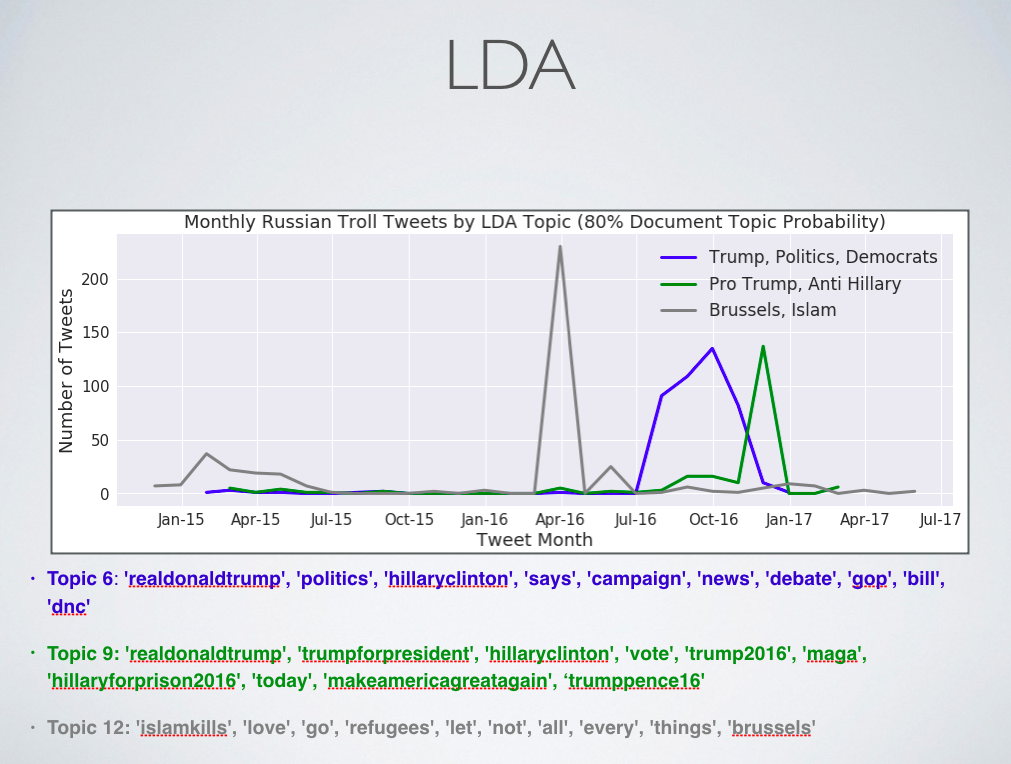 LDA
Monthly Russian Troll Tweets by LDA Topic (80% Document Topic Probability)
Trump, Politics, Democrats
Pro Trump, Anti Hillary
Brussels, Islam
Number of Tweets
200
150
100
50
0
Jan-15 Apr-15 Jul-15 Oct-15 Jan-16 Apr-16 Jul-16 Oct-16 Jan-17 Apr-17 Jul-17
Tweet Month
• Topic 6: 'realdonaldtrump', 'politics', 'hillaryclinton', 'says', 'campaign', 'news', 'debate', 'gop', 'bill',
'dnc'
• Topic 9: 'realdonaldtrump', 'trumpforpresident', 'hillaryclinton', 'vote', 'trump2016', 'maga',
'hillaryforprison2016', 'today', 'makeamericagreatagain', ‘trumppence16'
• Topic 12: 'islamkills', 'love', 'go', 'refugees', 'let', 'not', 'all', 'every', 'things', 'brussels'